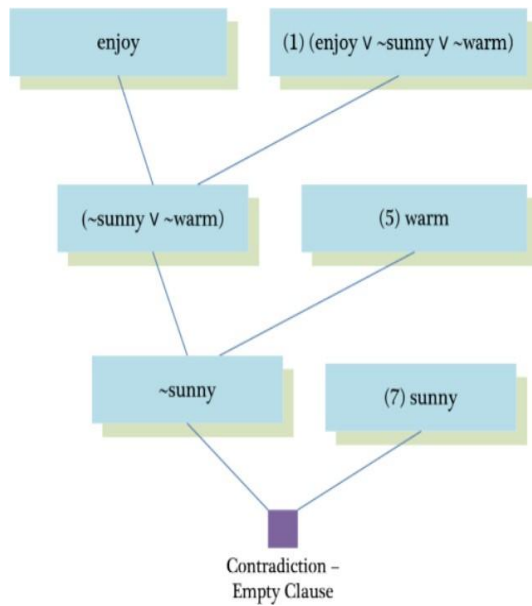 enjoy
(1) (enjoy ∨ ~sunny ∨ ~warm)
(~sunny ∨ ~warm)
(5) warm
~sunny
(7) sunny
Contradiction –
Empty Clause